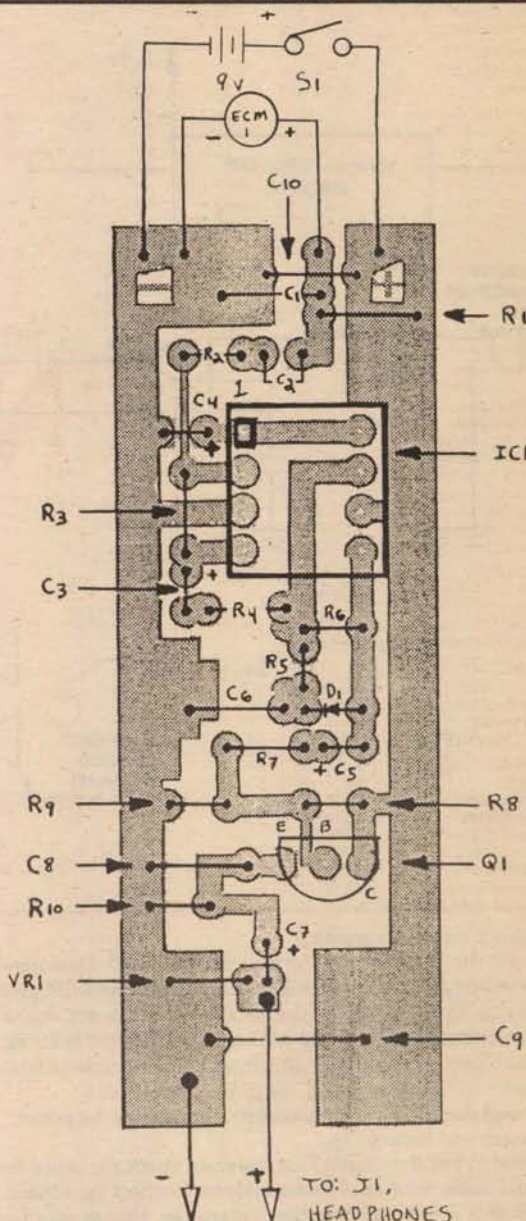 - +
9V S1
ECM
1
- +
C10
C1
R1
R2 C2
1
C4
+
IC1
R3
+
C3
R4 R6
R5
C6 D1
R7 + C5
R9 R8
E B
C8 C Q1
R10
C7
+
VR1
C9
- +
TO: J1,
HEADPHONES